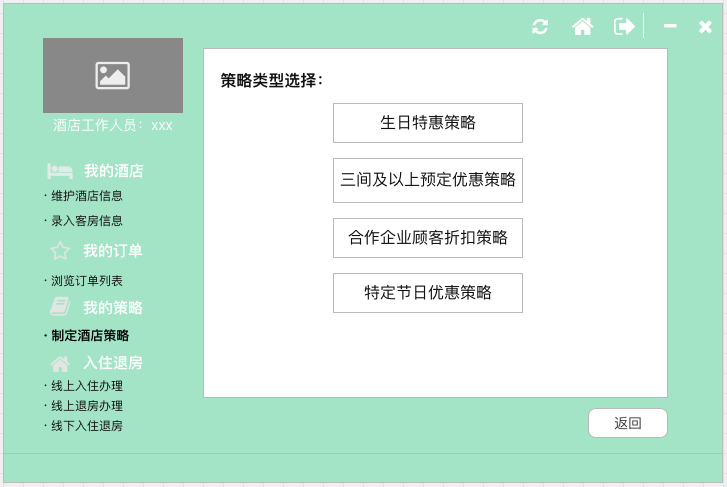 酒店工作人员：xxx
我的酒店
· 维护酒店信息
· 录入客房信息
我的订单
· 浏览订单列表
我的策略
· 制定酒店策略
入住退房
· 线上入住办理
· 线上退房办理
· 线下入住退房
策略类型选择：
生日特惠策略
三间及以上预定优惠策略
合作企业顾客折扣策略
特定节日优惠策略
返回